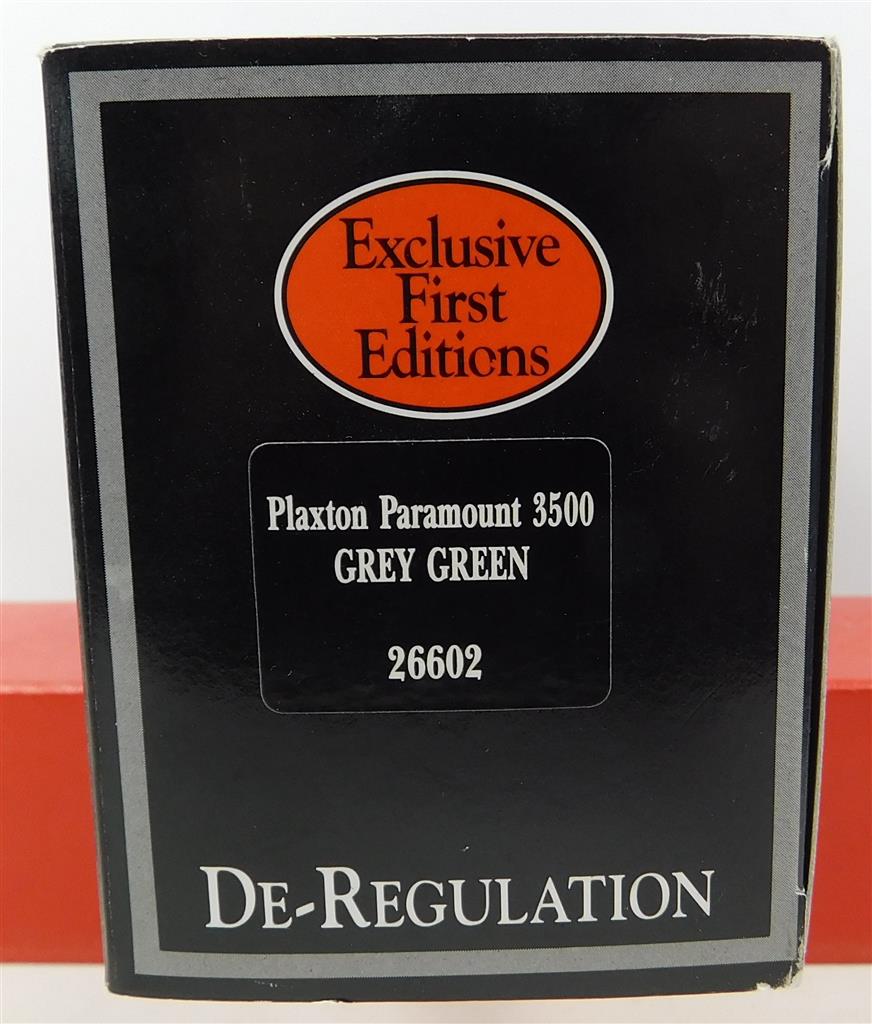 Exclusive
First
Editions
Plaxton Paramount 3500
GREY GREEN
26602
DE-REGULATION